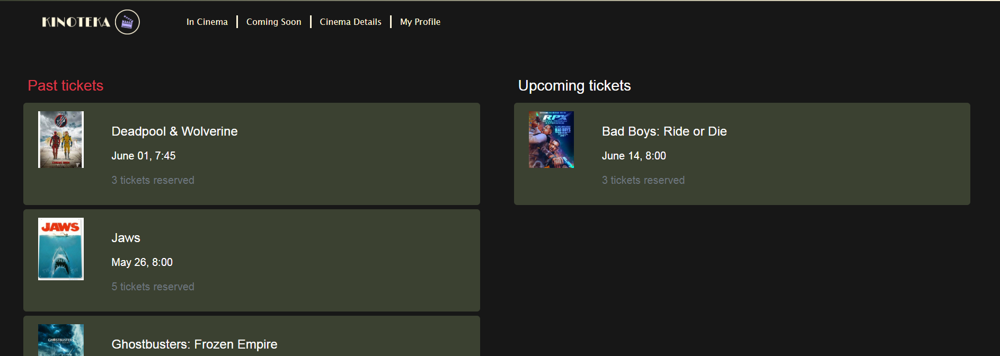 KINOTEKA
In Cinema
Coming Soon
Cinema Details
My Profile
Past tickets
Deadpool & Wolverine
June 01, 7:45
3 tickets reserved
JAWS
Jaws
May 26, 8:00
5 tickets reserved
GHOSTBUSTERS
Ghostbusters: Frozen Empire
Upcoming tickets
RPX
BAD BOYS
Bad Boys: Ride or Die
June 14, 8:00
3 tickets reserved